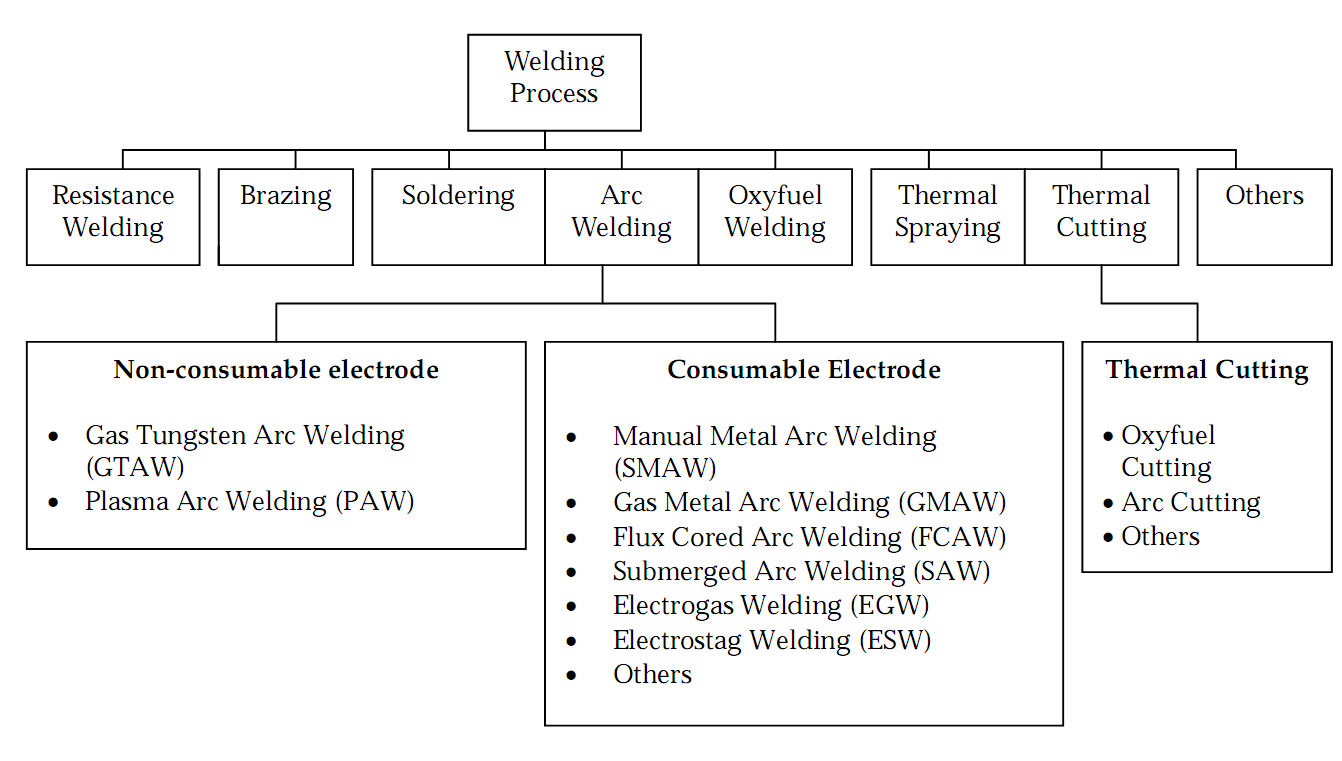 Welding
Process
Resistance
Welding
Brazing
Soldering
Arc
Welding
Oxyfuel
Welding
Thermal
Spraying
Thermal
Cutting
Others
Non-consumable electrode
• Gas Tungsten Arc Welding
(GTAW)
• Plasma Arc Welding (PAW)
Consumable Electrode
• Manual Metal Arc Welding
(SMAW)
• Gas Metal Arc Welding (GMAW)
• Flux Cored Arc Welding (FCAW)
• Submerged Arc Welding (SAW)
• Electrogas Welding (EGW)
• Electrostag Welding (ESW)
• Others
Thermal Cutting
• Oxyfuel
Cutting
• Arc Cutting
• Others